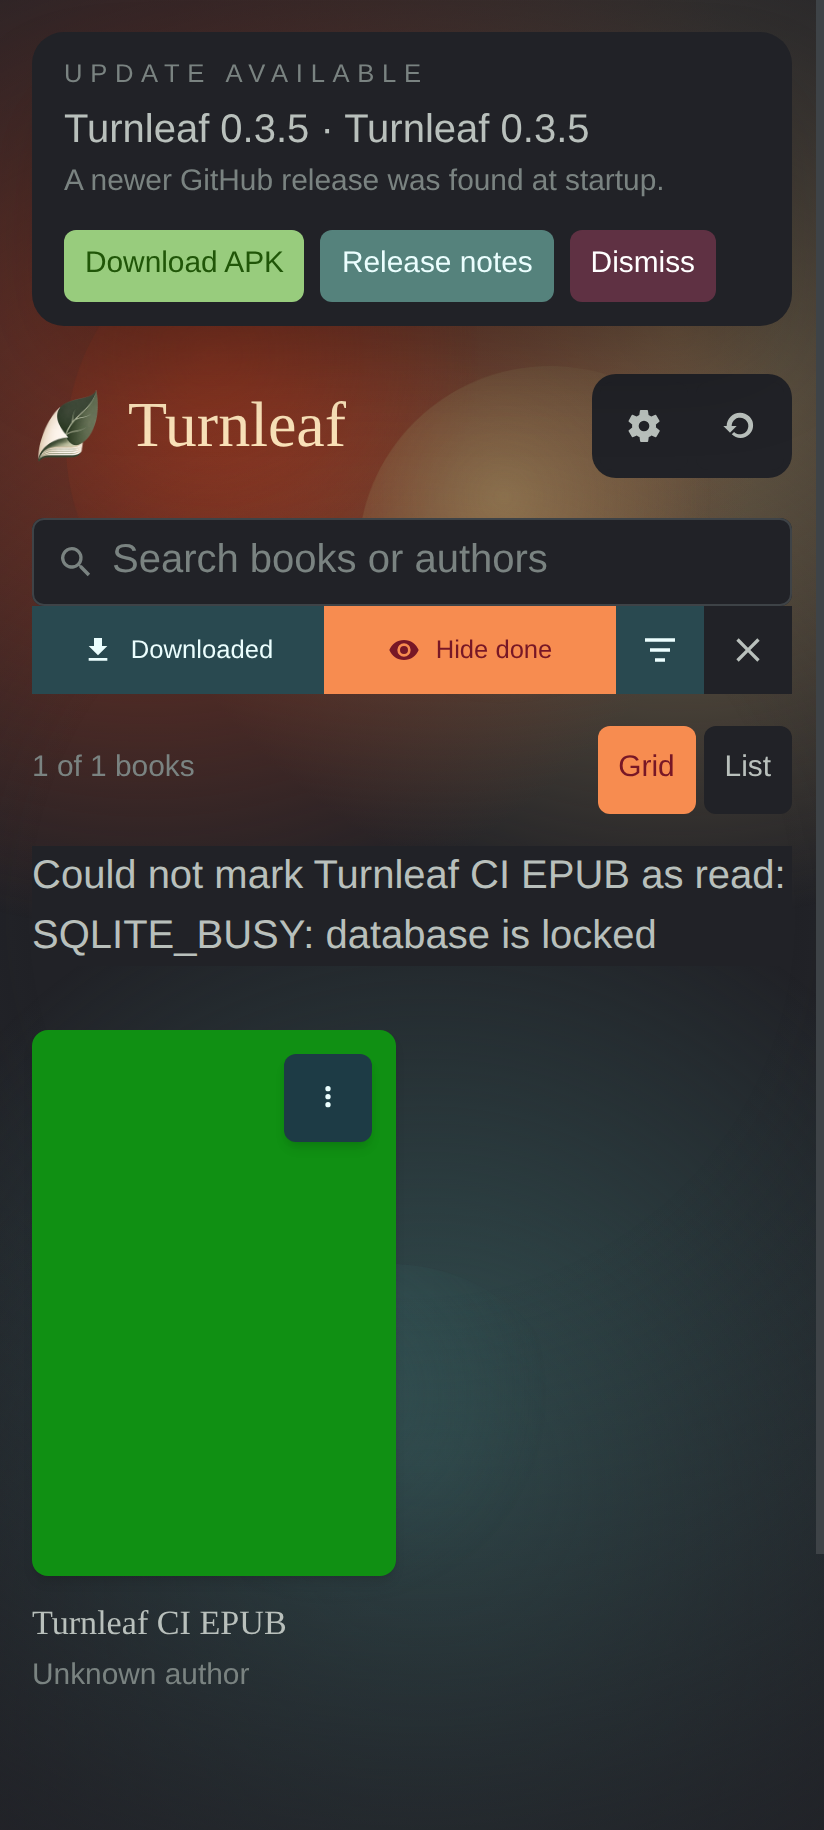 UPDATE AVAILABLE
Turnleaf 0.3.5 · Turnleaf 0.3.5
A newer GitHub release was found at startup.
Download APK Release notes Dismiss
Turnleaf
Search books or authors
Downloaded Hide done
1 of 1 books Grid List
Could not mark Turnleaf CI EPUB as read:
SQLITE_BUSY: database is locked
Turnleaf CI EPUB
Unknown author